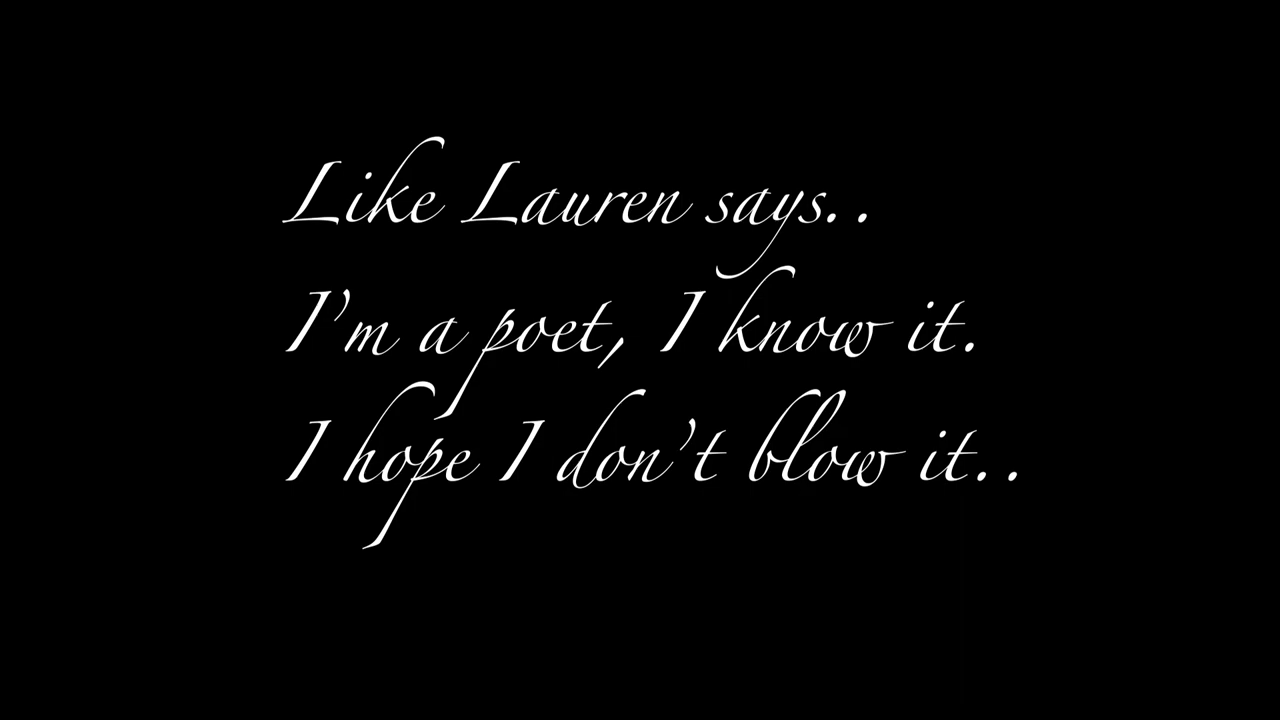 Like Lauren says..
I'm a poet, I know it.
I hope I don't blow it..